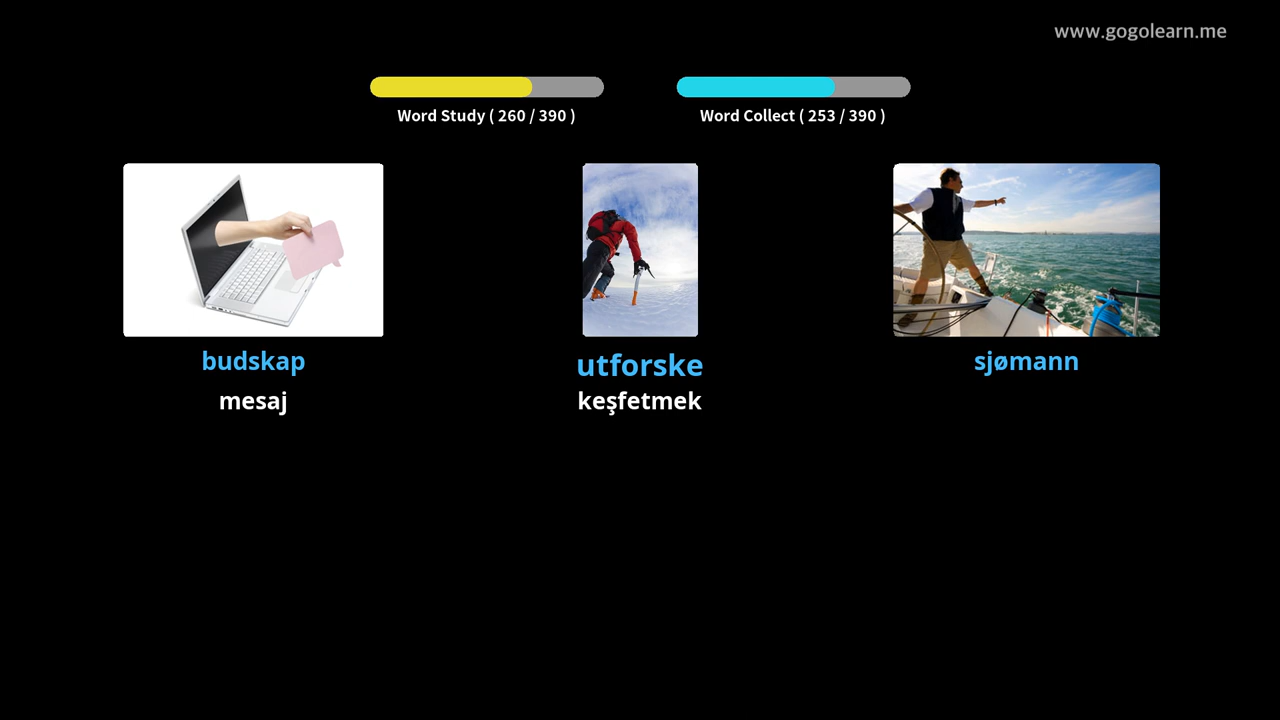 www.gogolearn.me
Word Study ( 260 / 390 )
Word Collect ( 253 / 390 )
budskap
utforske
sjømann
mesaj
keşfetmek